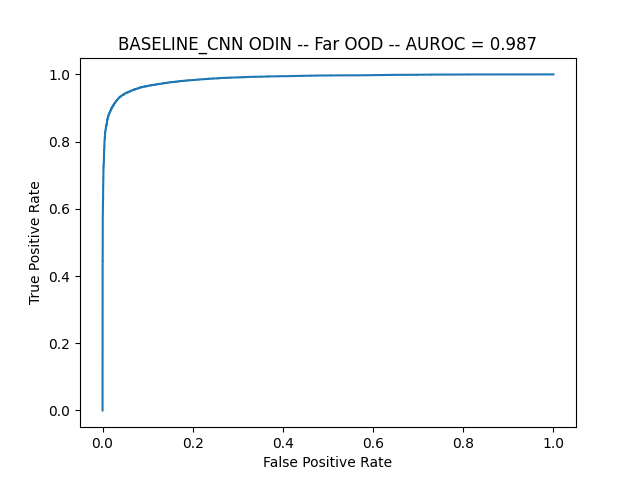 BASELINE_CNN ODIN -- Far OOD -- AUROC = 0.987
1.0
0.8
0.6
0.4
0.2
0.0
True Positive Rate
0.0 0.2 0.4 0.6 0.8 1.0
False Positive Rate